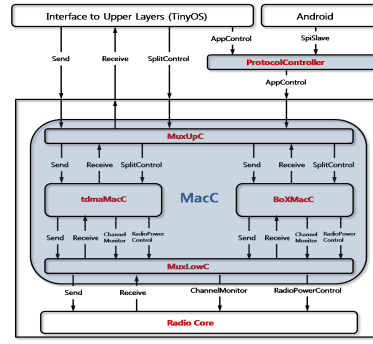 Interface to Upper Layers (TinyOS)
Android
AppControl
SpiSlave
Send
Receive
SplitControl
ProtocolController
AppControl
MuxUpC
Send
Receive
SplitControl
Send
Receive
SplitControl
tdmaMacC
MacC
BoXMacC
Send
Receive
Channel
Monitor
RadioPower
Control
Send
Receive
Channel
Monitor
RadioPower
Control
MuxLowC
Send
Receive
ChannelMonitor
RadioPowerControl
Radio Core